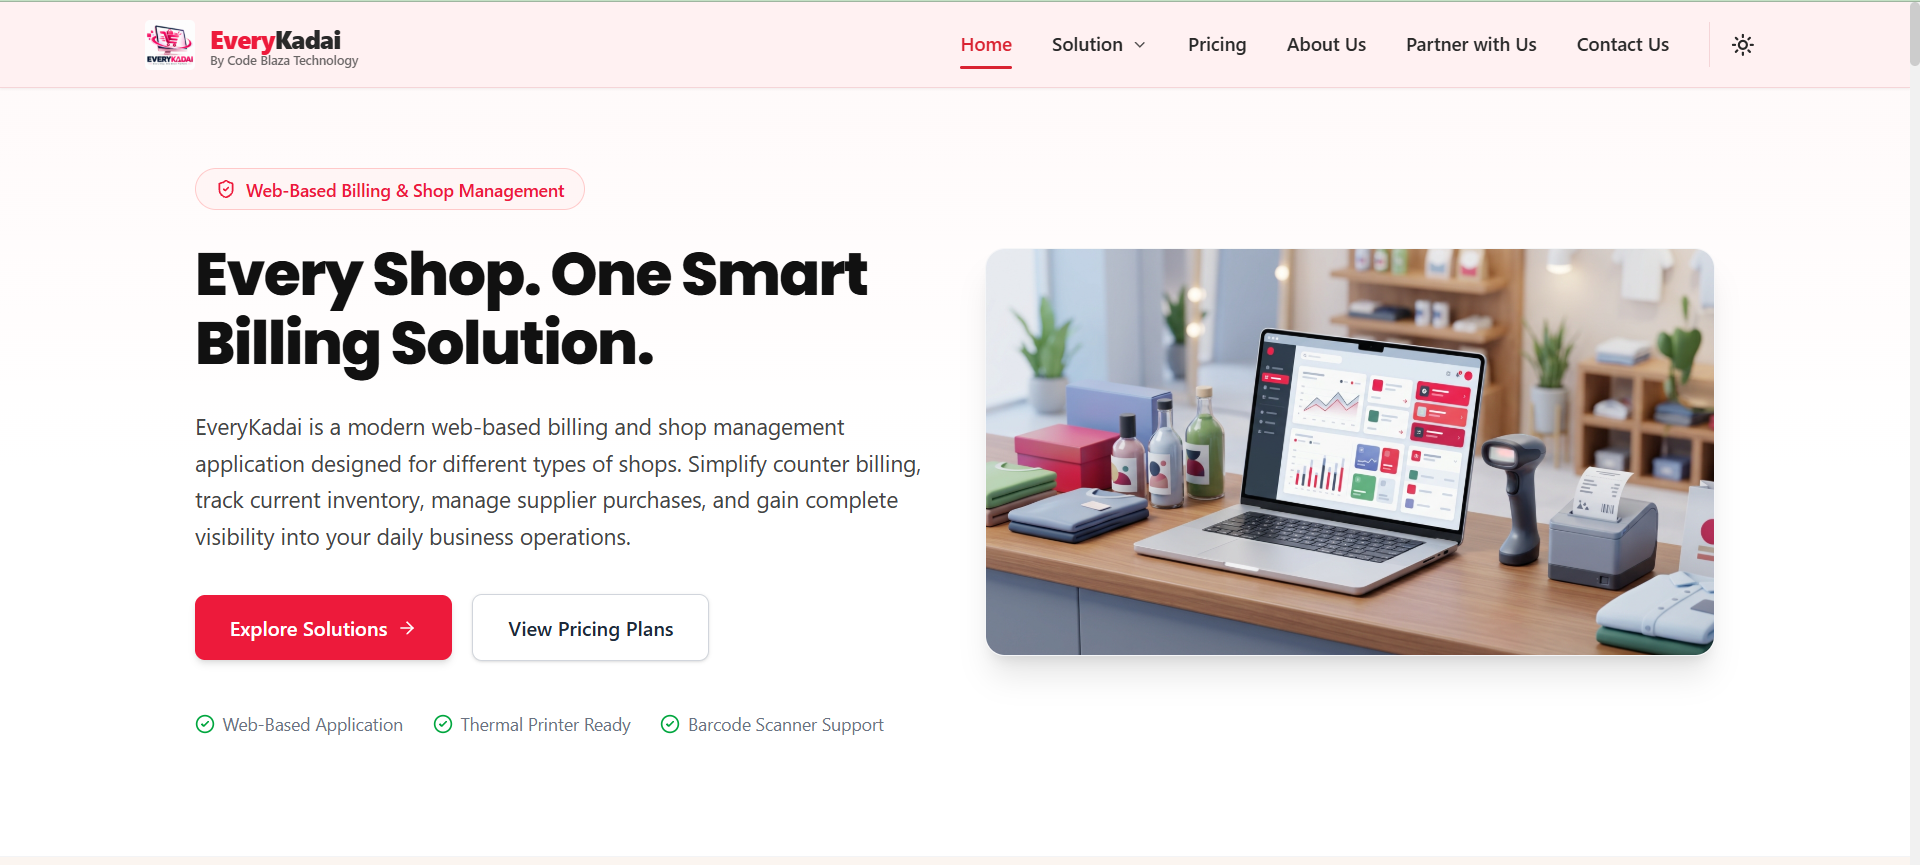 EVERYKADAI
EveryKadai
By Code Blaza Technology
Home
Solution
Pricing
About Us
Partner with Us
Contact Us
Web-Based Billing & Shop Management
Every Shop. One Smart
Billing Solution.
EveryKadai is a modern web-based billing and shop management
application designed for different types of shops. Simplify counter billing,
track current inventory, manage supplier purchases, and gain complete
visibility into your daily business operations.
Explore Solutions
View Pricing Plans
Web-Based Application
Thermal Printer Ready
Barcode Scanner Support